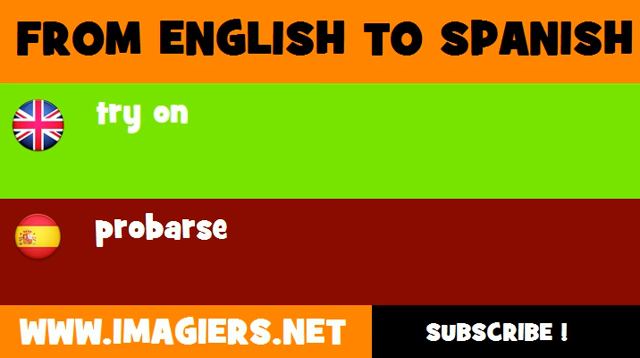 FROM ENGLISH TO SPANISH
try on
probarse
WWW.IMAGIERS.NET
SUBSCRIBE !